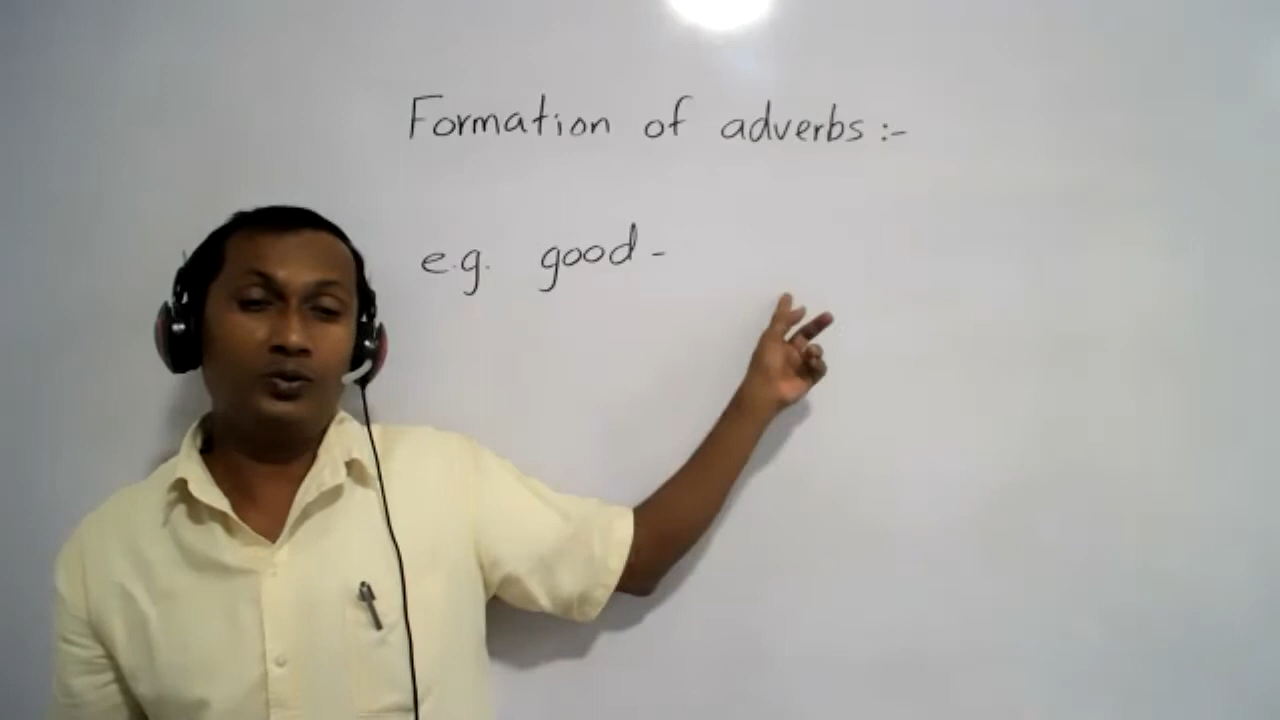 Formation of adverbs :-
e.g. good -